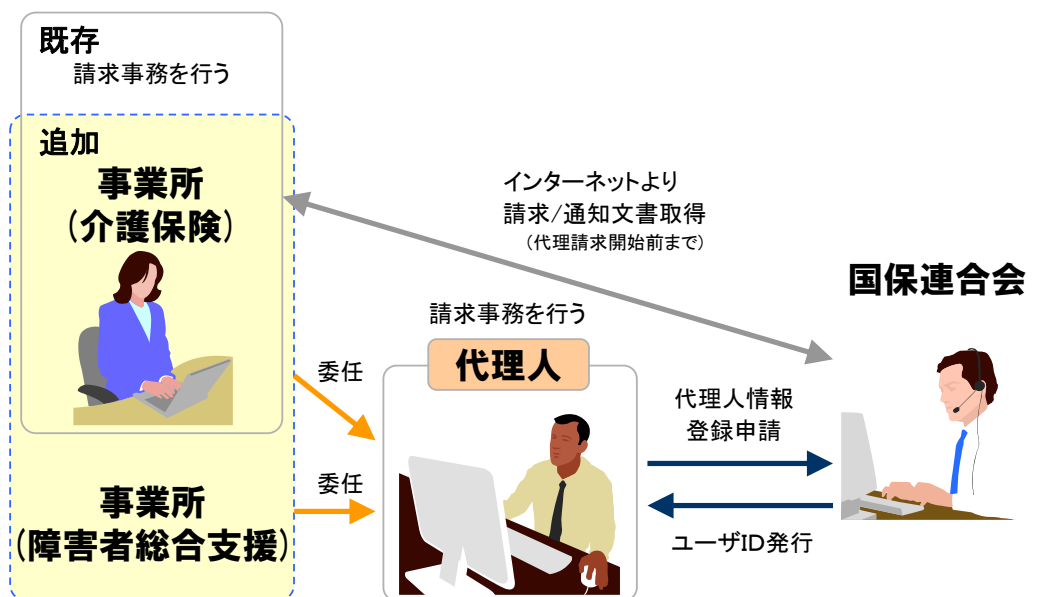 既存
請求事務を行う
追加
事業所
(介護保険)
インターネットより
請求/通知文書取得
(代理請求開始前まで)
国保連合会
請求事務を行う
代理人
委任
代理人情報
登録申請
委任
事業所
(障害者総合支援)
ユーザID発行